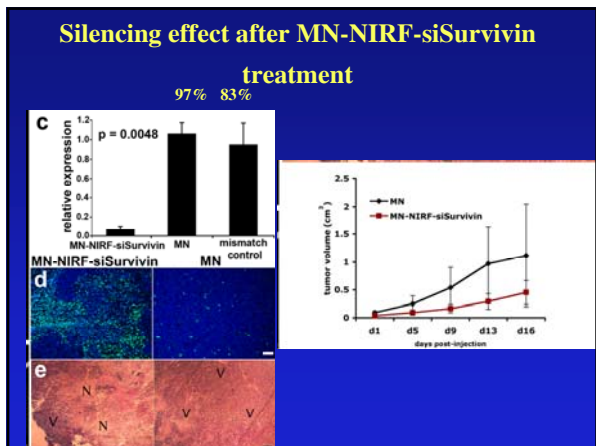 Silencing effect after MN-NIRF-siSurvivin
treatment
97% 83%
c
p = 0.0048
relative expression
1.2
1.0
0.8
0.6
0.4
0.2
0.0
MN-NIRF-siSurvivin MN mismatch
control
MN-NIRF-siSurvivin MN
d
e
N
N
V
V
V
V
MN
MN-NIRF-siSurvivin
tumor volume (cm3)
2.5
2
1.5
1
0.5
0
d1 d5 d9 d13 d16
days post-injection